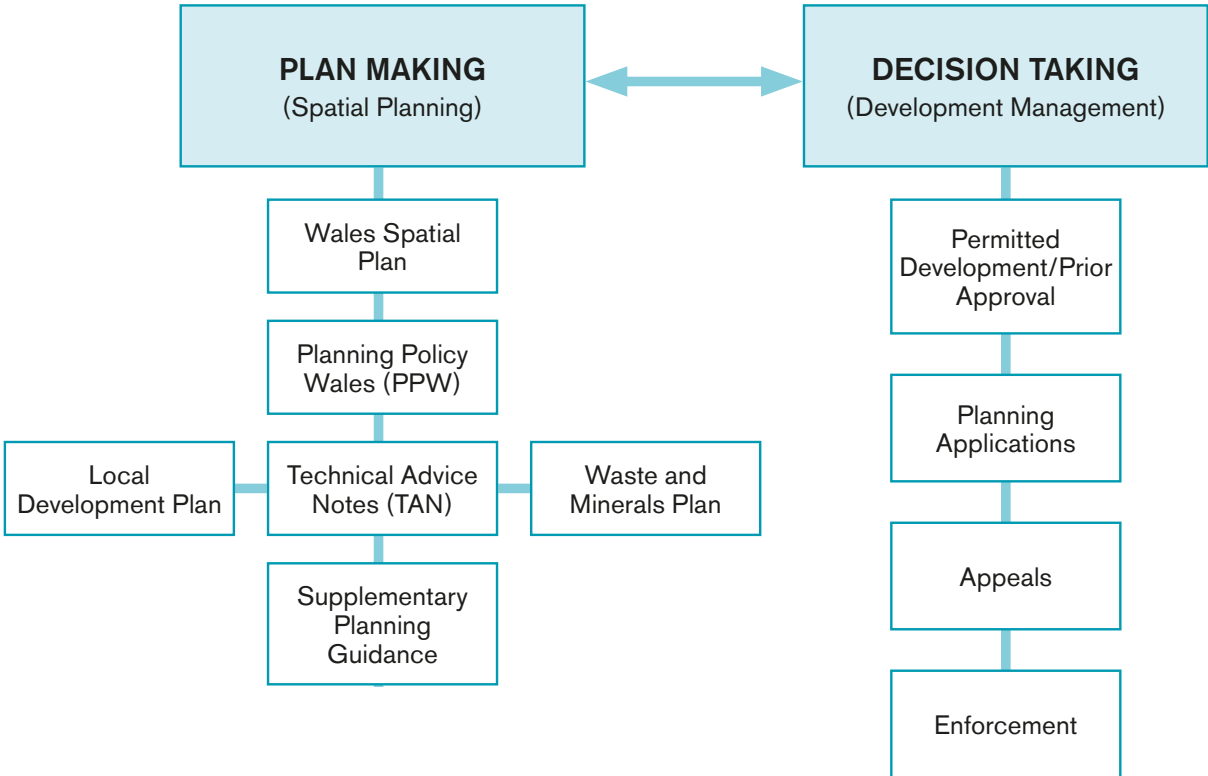 PLAN MAKING
(Spatial Planning)
DECISION TAKING
(Development Management)
Wales Spatial
Plan
Planning Policy
Wales (PPW)
Local
Development Plan
Technical Advice
Notes (TAN)
Waste and
Minerals Plan
Supplementary
Planning
Guidance
Permitted
Development/Prior
Approval
Planning
Applications
Appeals
Enforcement